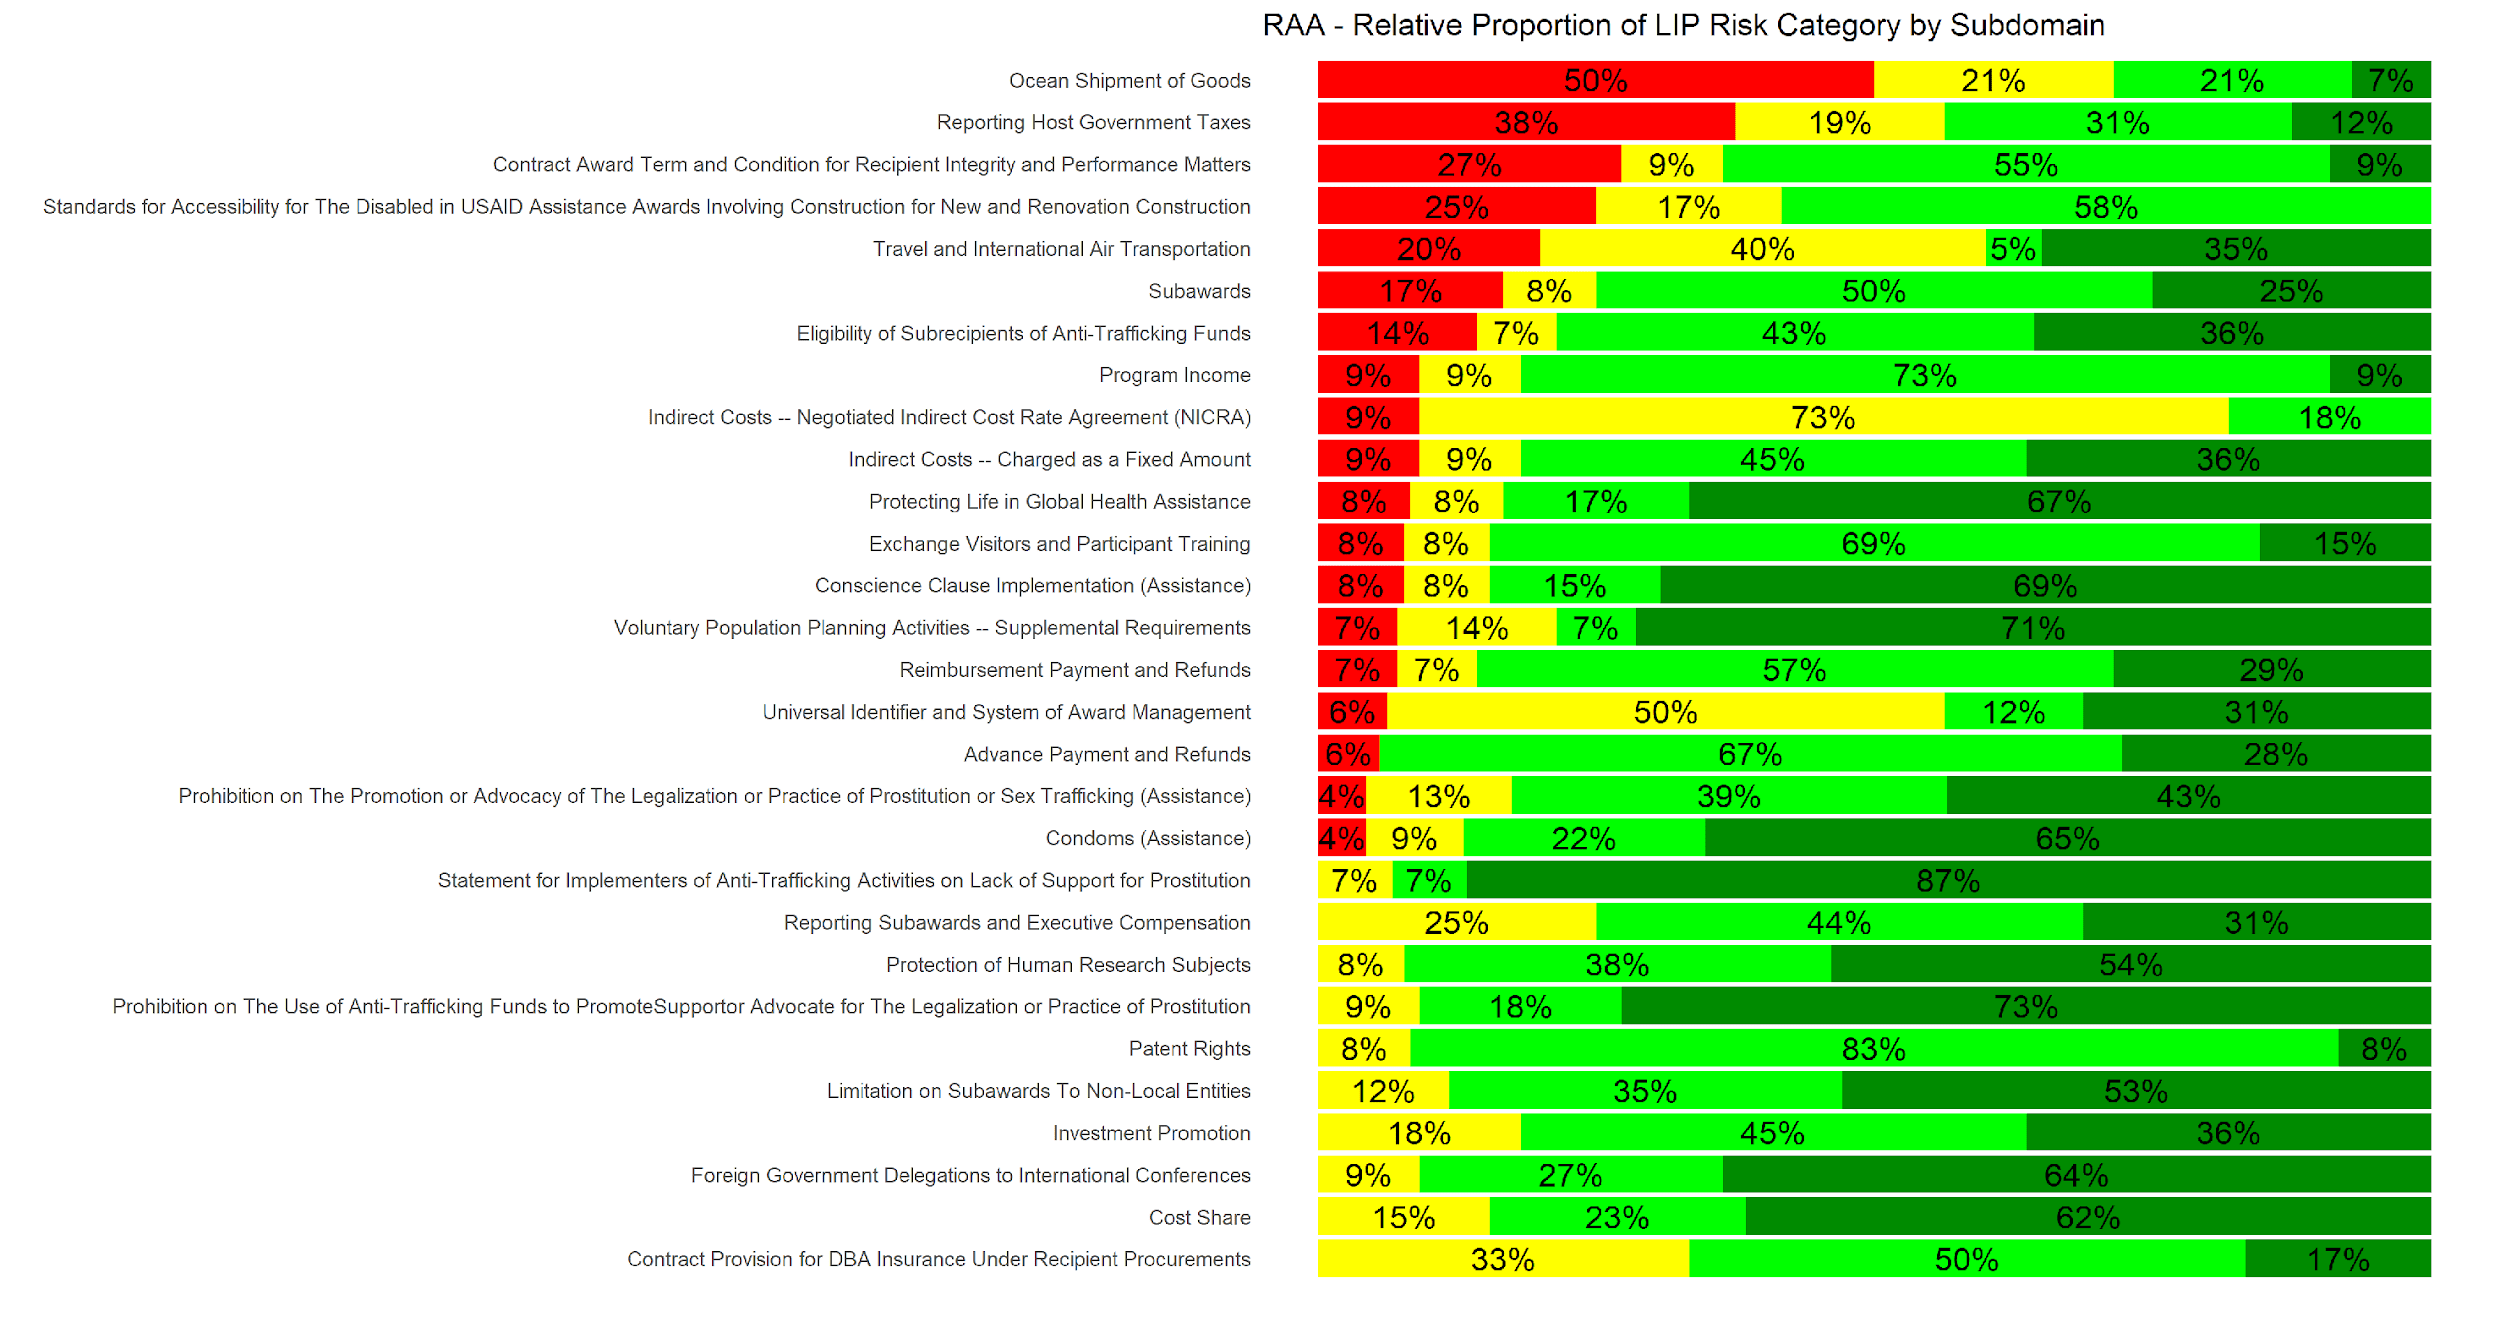 RAA - Relative Proportion of LIP Risk Category by Subdomain
Ocean Shipment of Goods 50% 21% 21% 7%
Reporting Host Government Taxes 38% 19% 31% 12%
Contract Award Term and Condition for Recipient Integrity and Performance Matters 27% 9% 55% 9%
Standards for Accessibility for The Disabled in USAID Assistance Awards Involving Construction for New and Renovation Construction 25% 17% 58%
Travel and International Air Transportation 20% 40% 5% 35%
Subawards 17% 8% 50% 25%
Eligibility of Subrecipients of Anti-Trafficking Funds 14% 7% 43% 36%
Program Income 9% 9% 73% 9%
Indirect Costs -- Negotiated Indirect Cost Rate Agreement (NICRA) 9% 73% 18%
Indirect Costs -- Charged as a Fixed Amount 9% 9% 45% 36%
Protecting Life in Global Health Assistance 8% 8% 17% 67%
Exchange Visitors and Participant Training 8% 8% 69% 15%
Conscience Clause Implementation (Assistance) 8% 8% 15% 69%
Voluntary Population Planning Activities -- Supplemental Requirements 7% 14% 7% 71%
Reimbursement Payment and Refunds 7% 7% 57% 29%
Universal Identifier and System of Award Management 6% 50% 12% 31%
Advance Payment and Refunds 6% 67% 28%
Prohibition on The Promotion or Advocacy of The Legalization or Practice of Prostitution or Sex Trafficking (Assistance) 4% 13% 39% 43%
Condoms (Assistance) 4% 9% 22% 65%
Statement for Implementers of Anti-Trafficking Activities on Lack of Support for Prostitution 7% 7% 87%
Reporting Subawards and Executive Compensation 25% 44% 31%
Protection of Human Research Subjects 8% 38% 54%
Prohibition on The Use of Anti-Trafficking Funds to PromoteSupportor Advocate for The Legalization or Practice of Prostitution 9% 18% 73%
Patent Rights 8% 83% 8%
Limitation on Subawards To Non-Local Entities 12% 35% 53%
Investment Promotion 18% 45% 36%
Foreign Government Delegations to International Conferences 9% 27% 64%
Cost Share 15% 23% 62%
Contract Provision for DBA Insurance Under Recipient Procurements 33% 50% 17%